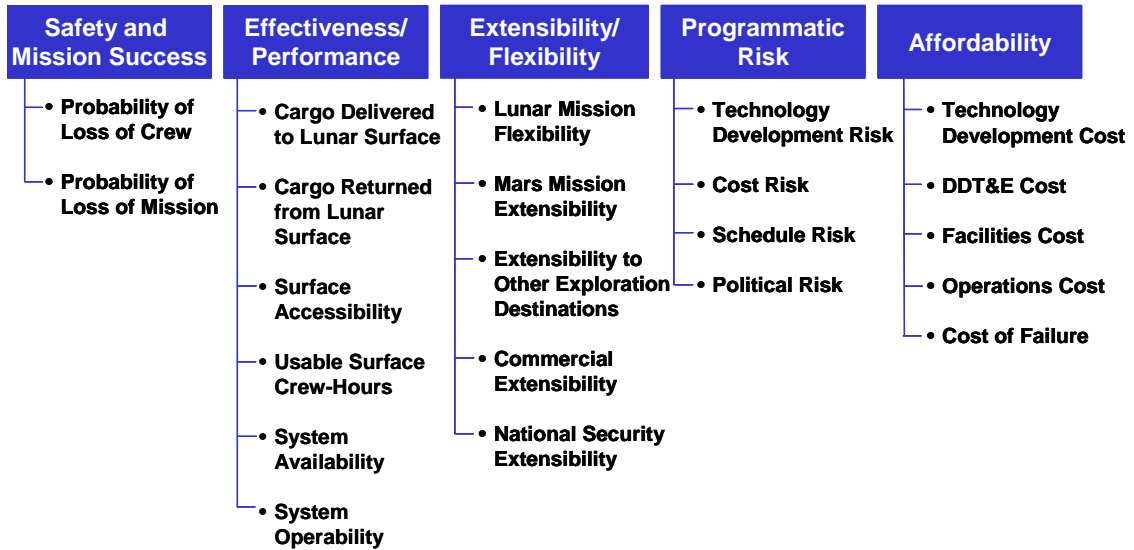 Safety and
Mission Success
• Probability of
Loss of Crew
• Probability of
Loss of Mission
Effectiveness/
Performance
• Cargo Delivered
to Lunar Surface
• Cargo Returned
from Lunar
Surface
• Surface
Accessibility
• Usable Surface
Crew-Hours
• System
Availability
• System
Operability
Extensibility/
Flexibility
• Lunar Mission
Flexibility
• Mars Mission
Extensibility
• Extensibility to
Other Exploration
Destinations
• Commercial
Extensibility
• National Security
Extensibility
Programmatic
Risk
• Technology
Development Risk
• Cost Risk
• Schedule Risk
• Political Risk
Affordability
• Technology
Development Cost
• DDT&E Cost
• Facilities Cost
• Operations Cost
• Cost of Failure